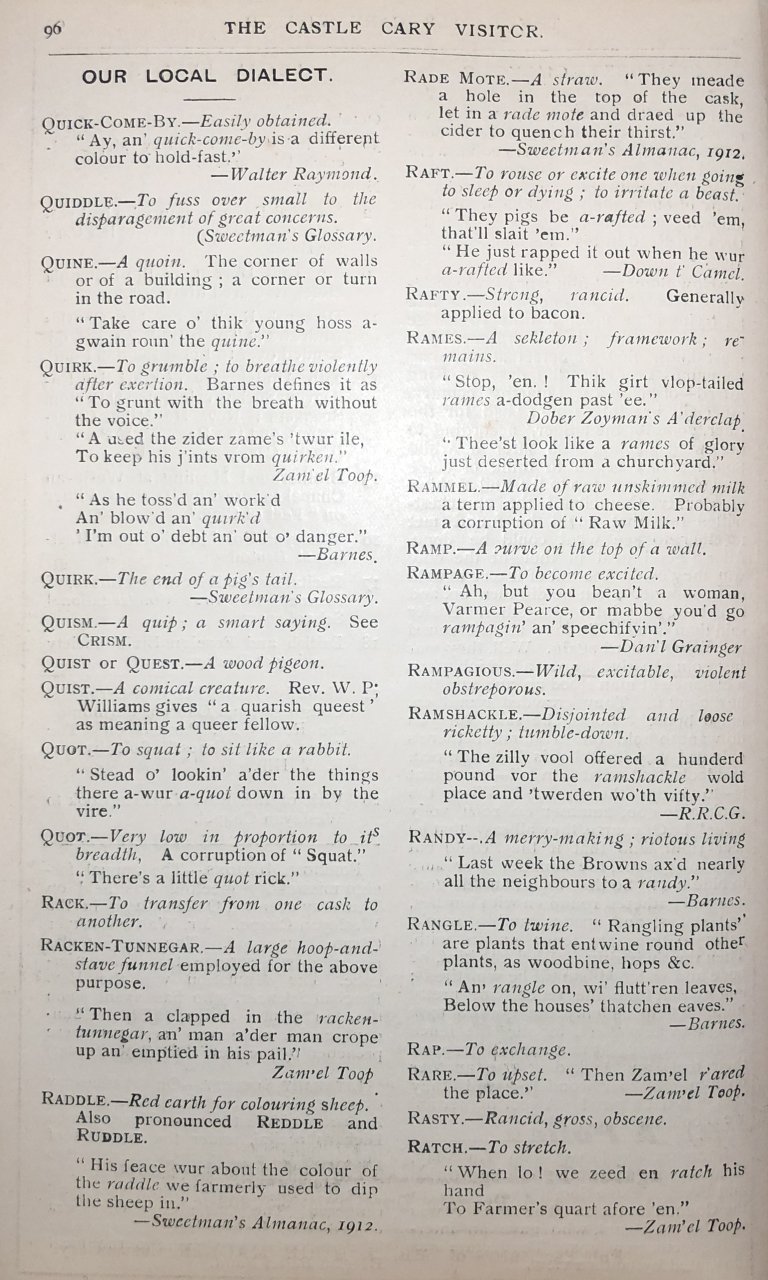 96
THE CASTLE CARY VISITOR.
OUR LOCAL DIALECT.
QUICK-COME-BY.—Easily obtained.
“Ay, an’ quick-come-by is a different
colour to hold-fast.’’
—Walter Raymond.
QUIDDLE.—To fuss over small to the
disparagement of great concerns.
(Sweetman's Glossary.
QUINE.—A quoin. The corner of walls
or of a building ; a corner or turn
in the road.
“Take care o’ thik young hoss a-
gwain roun’ the quine.”
QUIRK.—To grumble ; to breathe violently
after exertion. Barnes defines it as
“To grunt with the breath without
the voice.”
“A used the zider zame’s ’twur ile,
To keep his j’ints vrom quirken.”
Zam'el Toop.
“As he toss’d an’ work’d
An’ blow’d an’ quirk’d
’I’m out o’ debt an’ out o’ danger.”
—Barnes.
QUIRK.—The end of a pig’s tail.
—Sweetman's Glossary.
QUISM.—A quip ; a smart saying. See
CRISM.
QUIST or QUEST.—A wood pigeon.
QUIST.—A comical creature. Rev. W. P;
Williams gives “a quarish queest’
as meaning a queer fellow.
QUOT.—To squat ; to sit like a rabbit.
“Stead o’ lookin’ a’der the things
there a-wur a-quot down in by the
vire.”
QUOT.—Very low in proportion to its
breadth, A corruption of “Squat.”
“There’s a little quot rick.”
RACK.—To transfer from one cask to
another.
RACKEN-TUNNEGAR.—A large hoop-and-
stave funnel employed for the above
purpose.
“Then a clapped in the racken-
tunnegar, an’ man a’der man crope
up an’ emptied in his pail.”
Zam'el Toop
RADDLE.—Red earth for colouring sheep.
Also pronounced REDDLE and
RUDDLE.
“His feace wur about the colour of
the raddle we farmerly used to dip
the sheep in.”
—Sweetman's Almanac, 1912.
RADE MOTE.—A straw. “They meade
a hole in the top of the cask,
let in a rade mote and draed up the
cider to quench their thirst.”
—Sweetman's Almanac, 1912.
RAFT.—To rouse or excite one when going
to sleep or dying ; to irritate a beast.
“They pigs be a-rafted ; veed ’em,
that’ll slait ’em.”
“He just rapped it out when he wur
a-rafted like.” —Down t' Camel.
RAFTY.—Strong, rancid. Generally
applied to bacon.
RAMES.—A sekleton ; framework ; re-
mains.
“Stop, ’en. ! Thik girt vlop-tailed
rames a-dodgen past ’ee.”
Dober Zoyman's A'derclap.
“Thee’st look like a rames of glory
just deserted from a churchyard.”
RAMMEL.—Made of raw unskimmed milk
a term applied to cheese. Probably
a corruption of “Raw Milk.”
RAMP.—A curve on the top of a wall.
RAMPAGE.—To become excited.
“Ah, but you bean’t a woman,
Varmer Pearce, or mabbe you’d go
rampagin’ an’ speechifyin’.”
—Dan'l Grainger
RAMPAGIOUS.—Wild, excitable, violent
obstreporous.
RAMSHACKLE.—Disjointed and loose
ricketty ; tumble-down.
“The zilly vool offered a hunderd
pound vor the ramshackle wold
place and ’twerden wo’th vifty.”
—R.R.C.G.
RANDY--.A merry-making ; riotous living
“Last week the Browns ax’d nearly
all the neighbours to a randy.”
—Barnes.
RANGLE.—To twine. “Rangling plants’’
are plants that entwine round other
plants, as woodbine, hops &c.
“An’ rangle on, wi’ flutt’ren leaves,
Below the houses’ thatchen eaves.”
—Barnes.
RAP.—To exchange.
RARE.—To upset. “Then Zam’el r'ared
the place.” —Zam'el Toop.
RASTY.—Rancid, gross, obscene.
RATCH.—To stretch.
“When lo ! we zeed en ratch his
hand
To Farmer’s quart afore ’en.”
—Zam'el Toop.